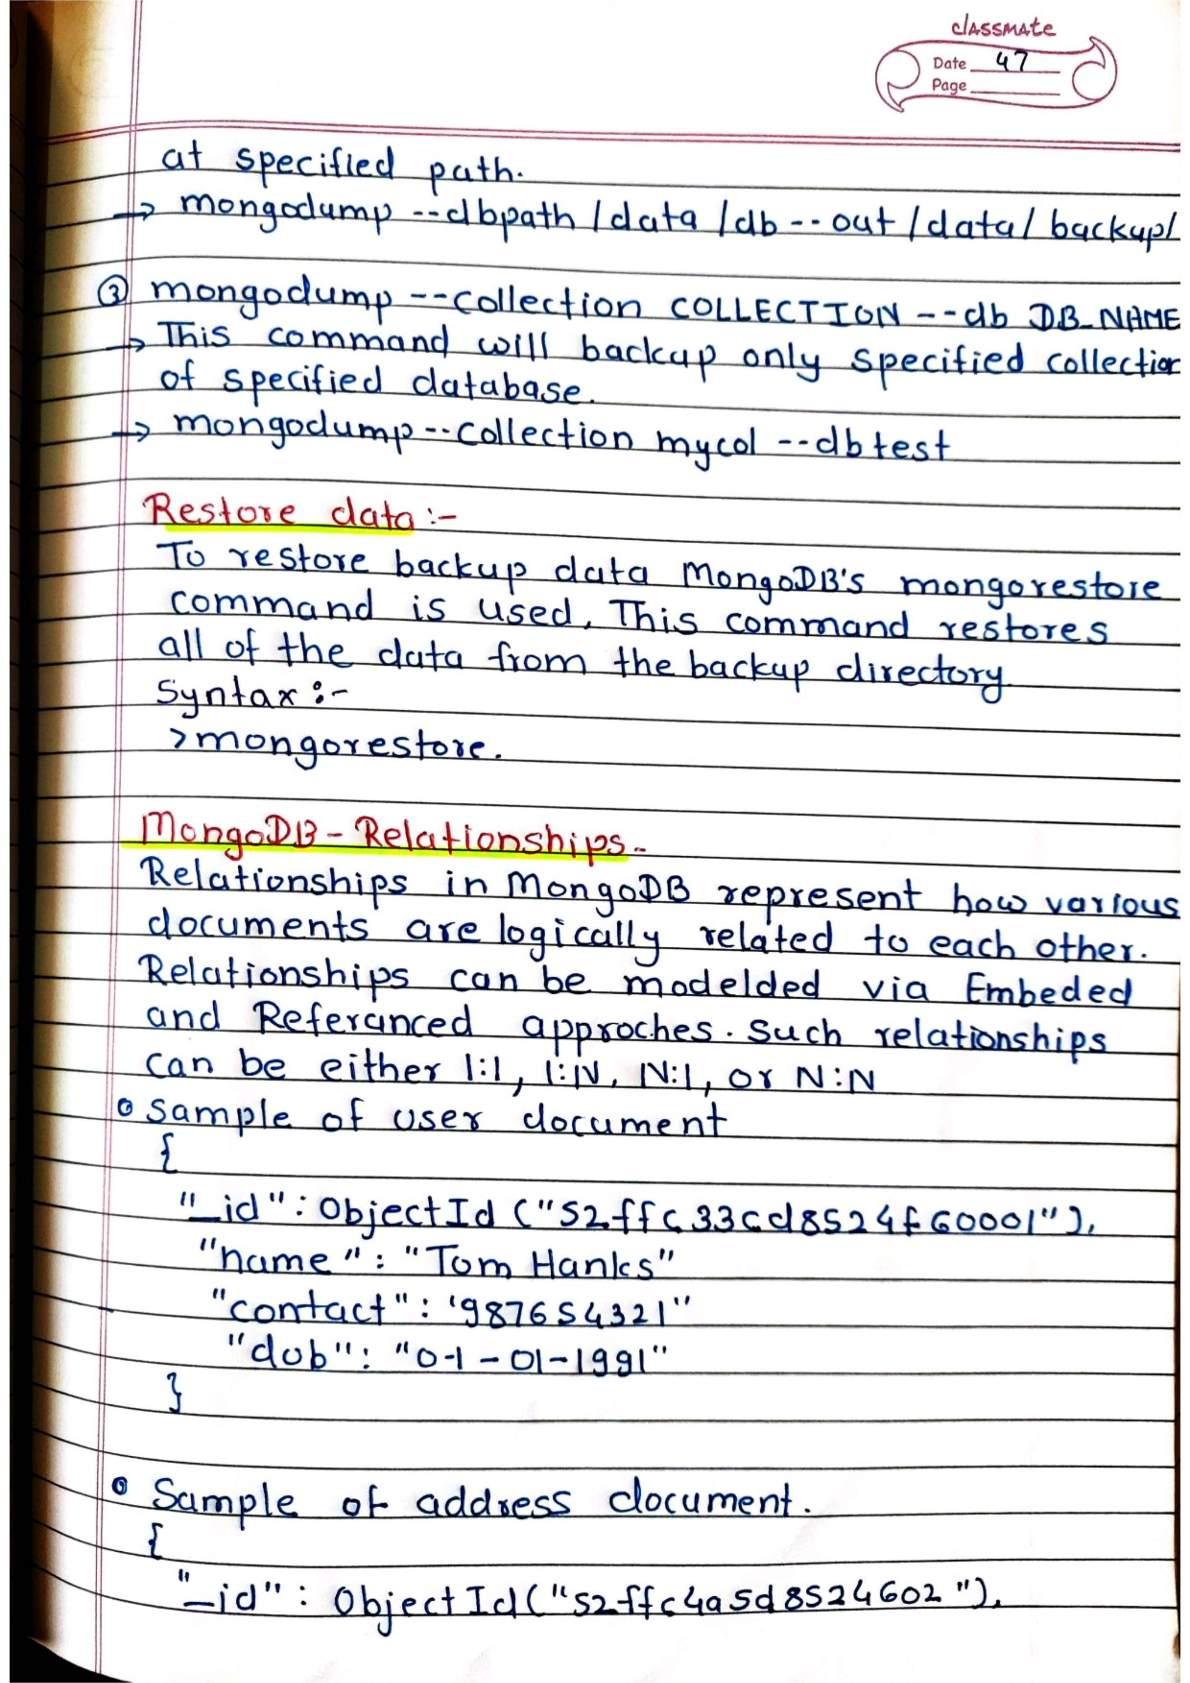 classmate
Date 47
Page
at specified path.
→ mongodump --dbpath /data /db -- out /data/ backup/
③ mongodump --collection COLLECTION --db DB_NAME
→ This command will backup only specified collection
of specified database.
→ mongodump -- collection mycol --db test
Restore data :-
To restore backup data MongoDB's mongorestore
command is used, This command restores
all of the data from the backup directory
Syntax :-
>mongorestore.
MongoDB - Relationships.-
Relationships in MongoDB represent how various
documents are logically related to each other.
Relationships can be modelded via Embeded
and Referanced approches. Such relationships
can be either 1:1, 1:N, N:1, or N:N
• Sample of user document
{
"_id" : ObjectId ("52ffc33cd8524f60001"),
"name" : "Tom Hanks"
"contact" : '987654321"
"dob" : "0-1-01-1991"
}
• Sample of address document.
{
"_id" : ObjectId("52ffc4a5d8524602"),